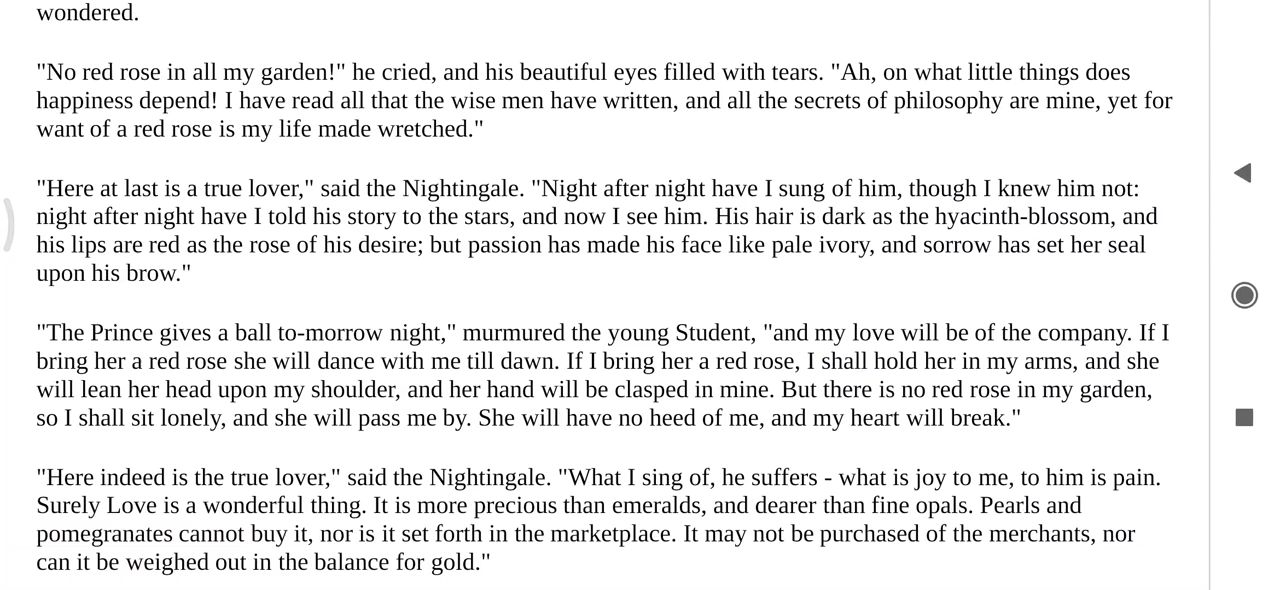 wondered.
"No red rose in all my garden!" he cried, and his beautiful eyes filled with tears. "Ah, on what little things does
happiness depend! I have read all that the wise men have written, and all the secrets of philosophy are mine, yet for
want of a red rose is my life made wretched."
"Here at last is a true lover," said the Nightingale. "Night after night have I sung of him, though I knew him not:
night after night have I told his story to the stars, and now I see him. His hair is dark as the hyacinth-blossom, and
his lips are red as the rose of his desire; but passion has made his face like pale ivory, and sorrow has set her seal
upon his brow."
"The Prince gives a ball to-morrow night," murmured the young Student, "and my love will be of the company. If I
bring her a red rose she will dance with me till dawn. If I bring her a red rose, I shall hold her in my arms, and she
will lean her head upon my shoulder, and her hand will be clasped in mine. But there is no red rose in my garden,
so I shall sit lonely, and she will pass me by. She will have no heed of me, and my heart will break."
"Here indeed is the true lover," said the Nightingale. "What I sing of, he suffers - what is joy to me, to him is pain.
Surely Love is a wonderful thing. It is more precious than emeralds, and dearer than fine opals. Pearls and
pomegranates cannot buy it, nor is it set forth in the marketplace. It may not be purchased of the merchants, nor
can it be weighed out in the balance for gold."